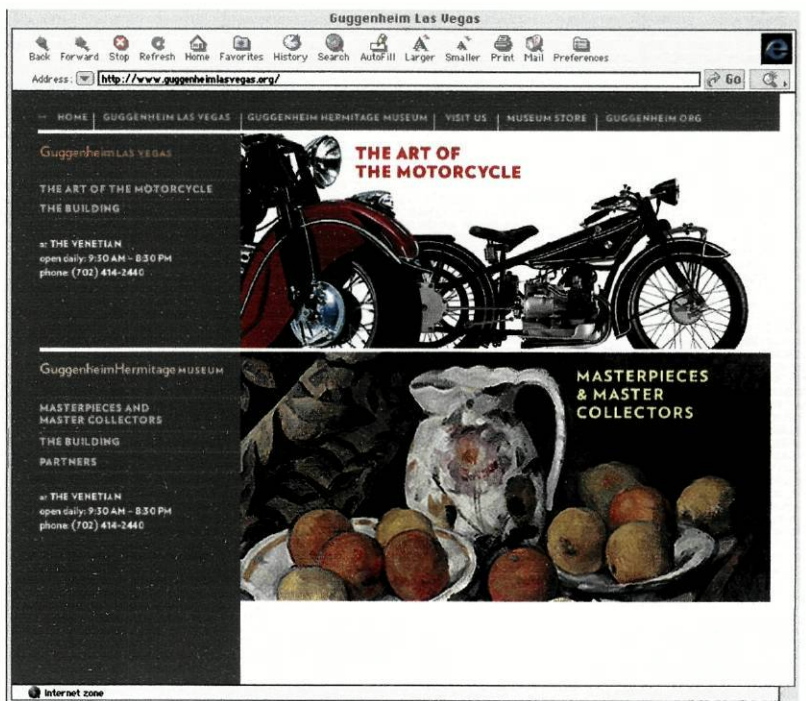 Guggenheim Las Vegas
Back Forward Stop Refresh Home Favorites History Search AutoFill Larger Smaller Print Mail Preferences
Address: http://www.guggenheimlasvegas.org/ Go
HOME GUGGENHEIM LAS VEGAS GUGGENHEIM HERMITAGE MUSEUM VISIT US MUSEUM STORE GUGGENHEIM.ORG
Guggenheim LAS VEGAS
THE ART OF THE MOTORCYCLE
THE BUILDING
at THE VENETIAN
open daily: 9:30 AM – 8:30 PM
phone: (702) 414-2440
THE ART OF
THE MOTORCYCLE
GuggenheimHermitage MUSEUM
MASTERPIECES AND
MASTER COLLECTORS
THE BUILDING
PARTNERS
at THE VENETIAN
open daily: 9:30 AM – 8:30 PM
phone: (702) 414-2440
MASTERPIECES
& MASTER
COLLECTORS
Internet zone